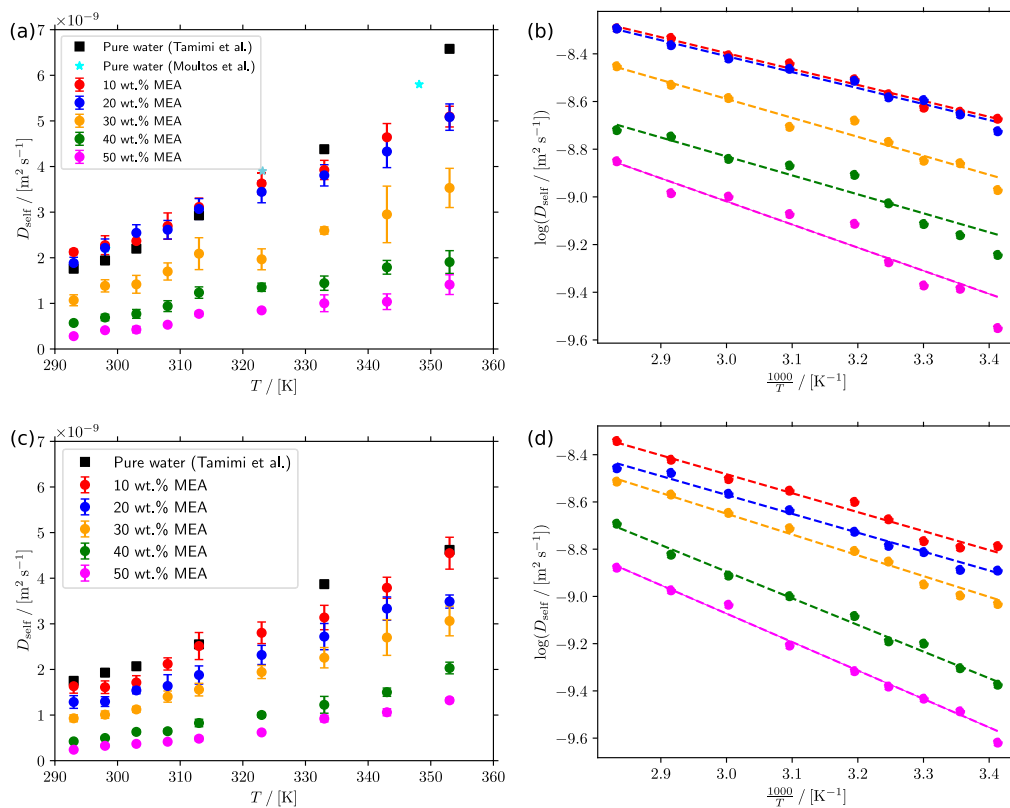 (a)
×10⁻⁹
7
6
5
4
3
2
1
0
D_self / [m² s⁻¹]
Pure water (Tamimi et al.)
Pure water (Moultos et al.)
10 wt.% MEA
20 wt.% MEA
30 wt.% MEA
40 wt.% MEA
50 wt.% MEA
290 300 310 320 330 340 350 360
T / [K]
(b)
−8.4
−8.6
−8.8
−9.0
−9.2
−9.4
−9.6
log(D_self / [m² s⁻¹])
2.9 3.0 3.1 3.2 3.3 3.4
1000/T / [K⁻¹]
(c)
×10⁻⁹
7
6
5
4
3
2
1
0
D_self / [m² s⁻¹]
Pure water (Tamimi et al.)
10 wt.% MEA
20 wt.% MEA
30 wt.% MEA
40 wt.% MEA
50 wt.% MEA
290 300 310 320 330 340 350 360
T / [K]
(d)
−8.4
−8.6
−8.8
−9.0
−9.2
−9.4
−9.6
log(D_self / [m² s⁻¹])
2.9 3.0 3.1 3.2 3.3 3.4
1000/T / [K⁻¹]